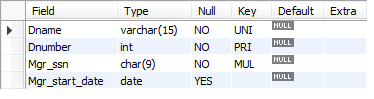 Field Type Null Key Default Extra
Dname varchar(15) NO UNI NULL
Dnumber int NO PRI NULL
Mgr_ssn char(9) NO MUL NULL
Mgr_start_date date YES NULL